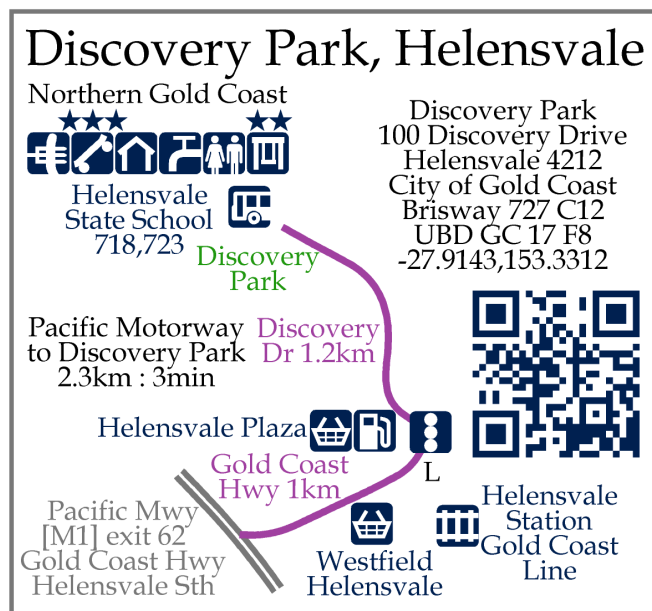 Discovery Park, Helensvale
Northern Gold Coast
Discovery Park
100 Discovery Drive
Helensvale 4212
City of Gold Coast
Brisway 727 C12
UBD GC 17 F8
-27.9143,153.3312
Helensvale
State School
718,723
Discovery
Park
Pacific Motorway
to Discovery Park
2.3km : 3min
Discovery
Dr 1.2km
Helensvale Plaza
L
Gold Coast
Hwy 1km
Pacific Mwy
[M1] exit 62
Gold Coast Hwy
Helensvale Sth
Westfield
Helensvale
Helensvale
Station
Gold Coast
Line